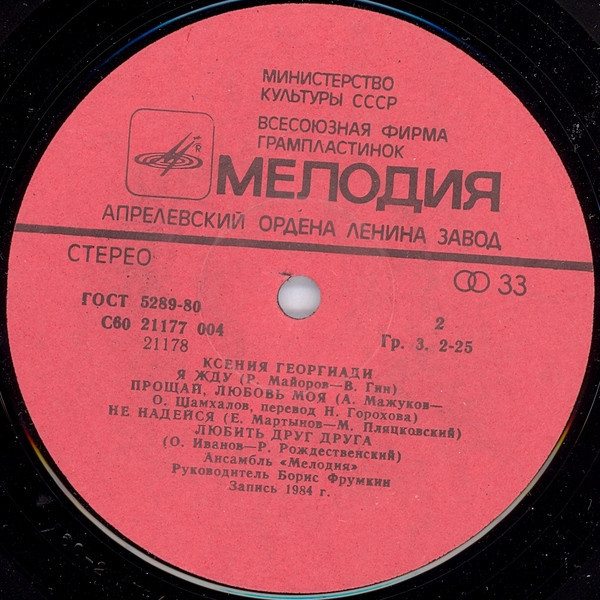 МИНИСТЕРСТВО
КУЛЬТУРЫ СССР
ВСЕСОЮЗНАЯ ФИРМА
ГРАМПЛАСТИНОК
R
МЕЛОДИЯ
АПРЕЛЕВСКИЙ ОРДЕНА ЛЕНИНА ЗАВОД
СТЕРЕО
33
ГОСТ 5289-80
С60 21177 004
21178
2
Гр. 3. 2-25
КСЕНИЯ ГЕОРГИАДИ
Я ЖДУ (Р. Майоров—В. Гин)
ПРОЩАЙ, ЛЮБОВЬ МОЯ (А. Мажуков—
О. Шамхалов, перевод Н. Горохова)
НЕ НАДЕЙСЯ (Е. Мартынов—М. Пляцковский)
ЛЮБИТЬ ДРУГ ДРУГА
(О. Иванов—Р. Рождественский)
Ансамбль «Мелодия»
Руководитель Борис Фрумкин
Запись 1984 г.